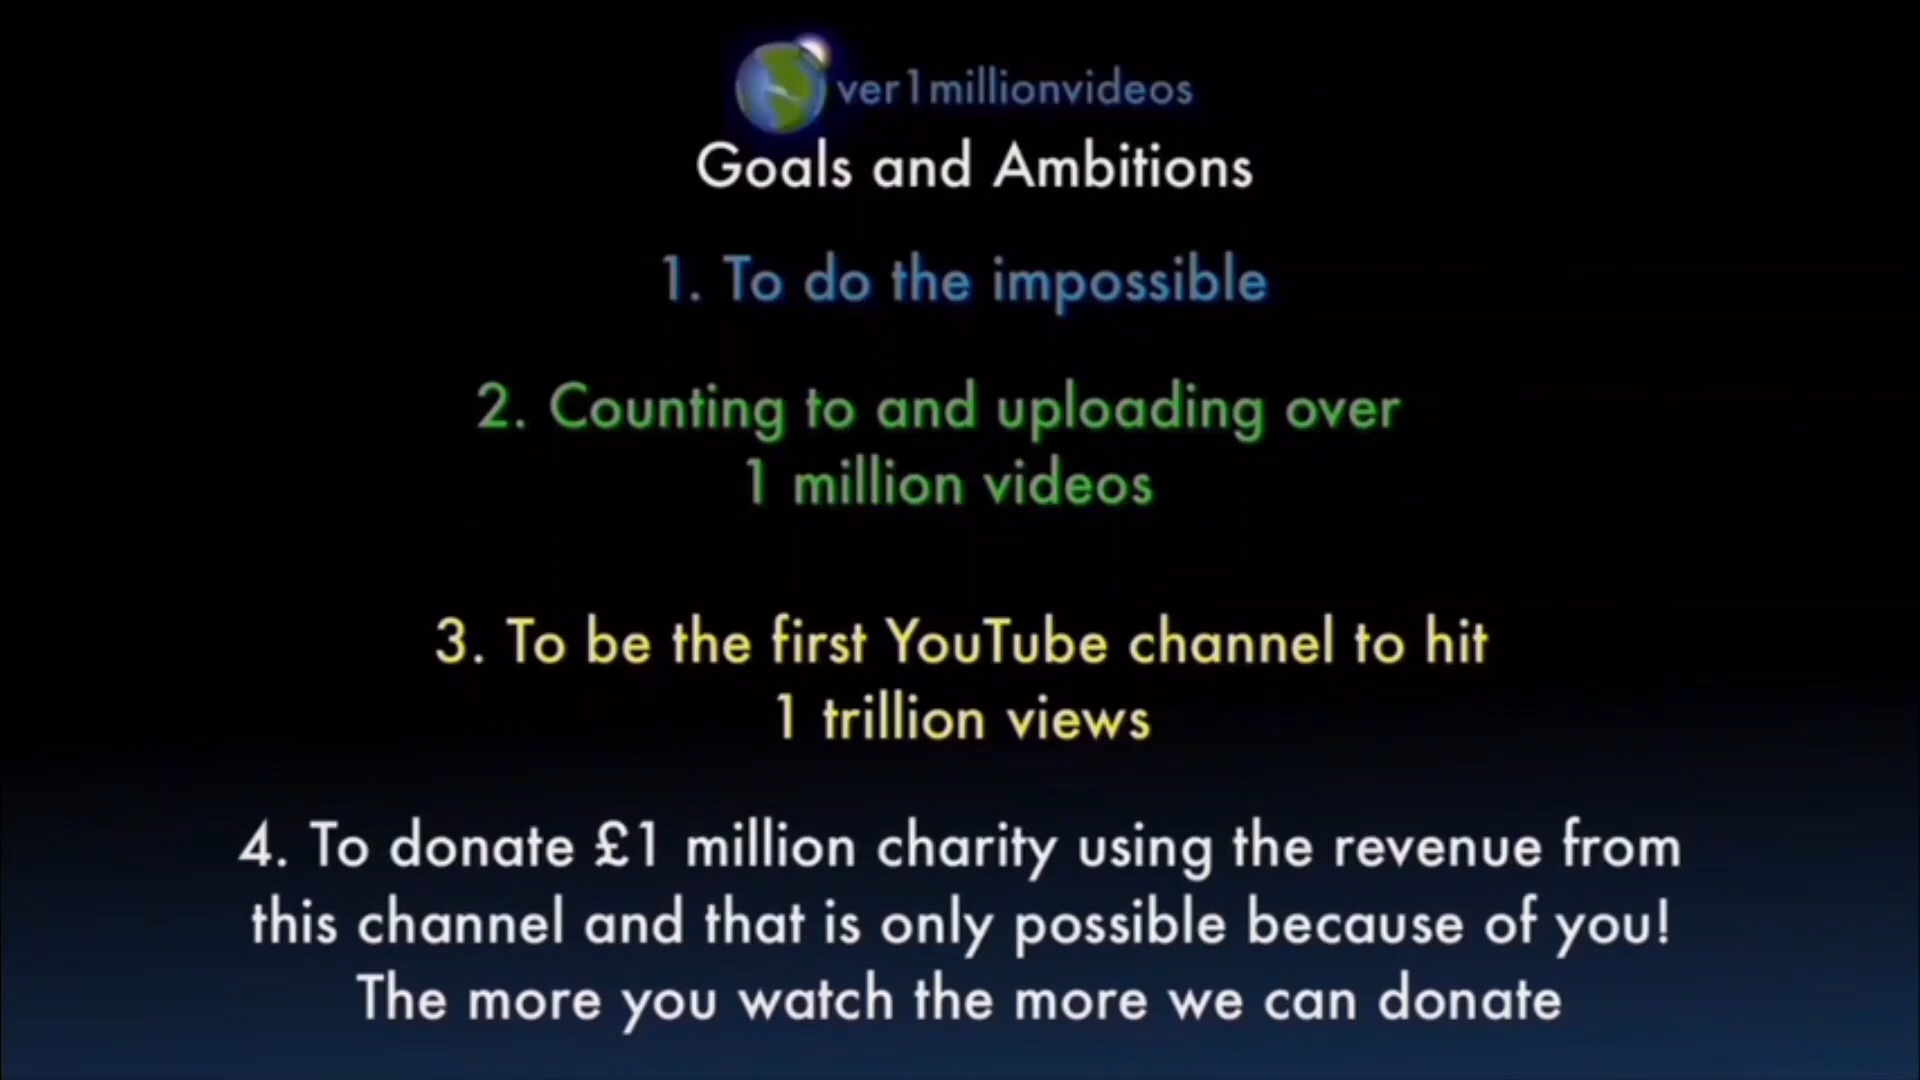 ver1millionvideos
Goals and Ambitions
1. To do the impossible
2. Counting to and uploading over
1 million videos
3. To be the first YouTube channel to hit
1 trillion views
4. To donate £1 million charity using the revenue from
this channel and that is only possible because of you!
The more you watch the more we can donate